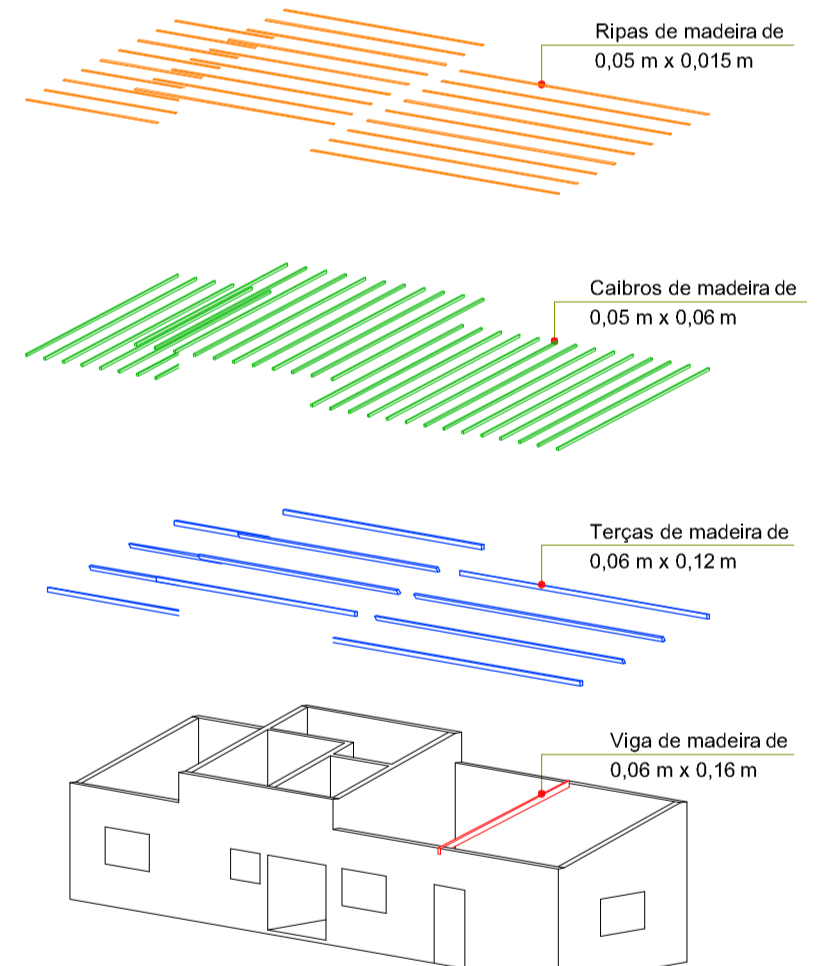 Ripas de madeira de
0,05 m x 0,015 m
Caibros de madeira de
0,05 m x 0,06 m
Terças de madeira de
0,06 m x 0,12 m
Viga de madeira de
0,06 m x 0,16 m